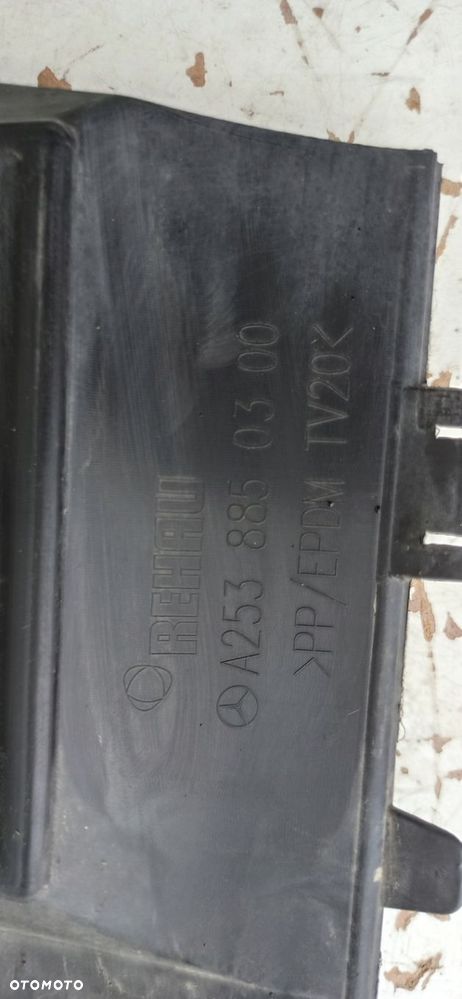 REHAU
A253 885 03 00
>PP/EPDM TV20<
OTOMOTO